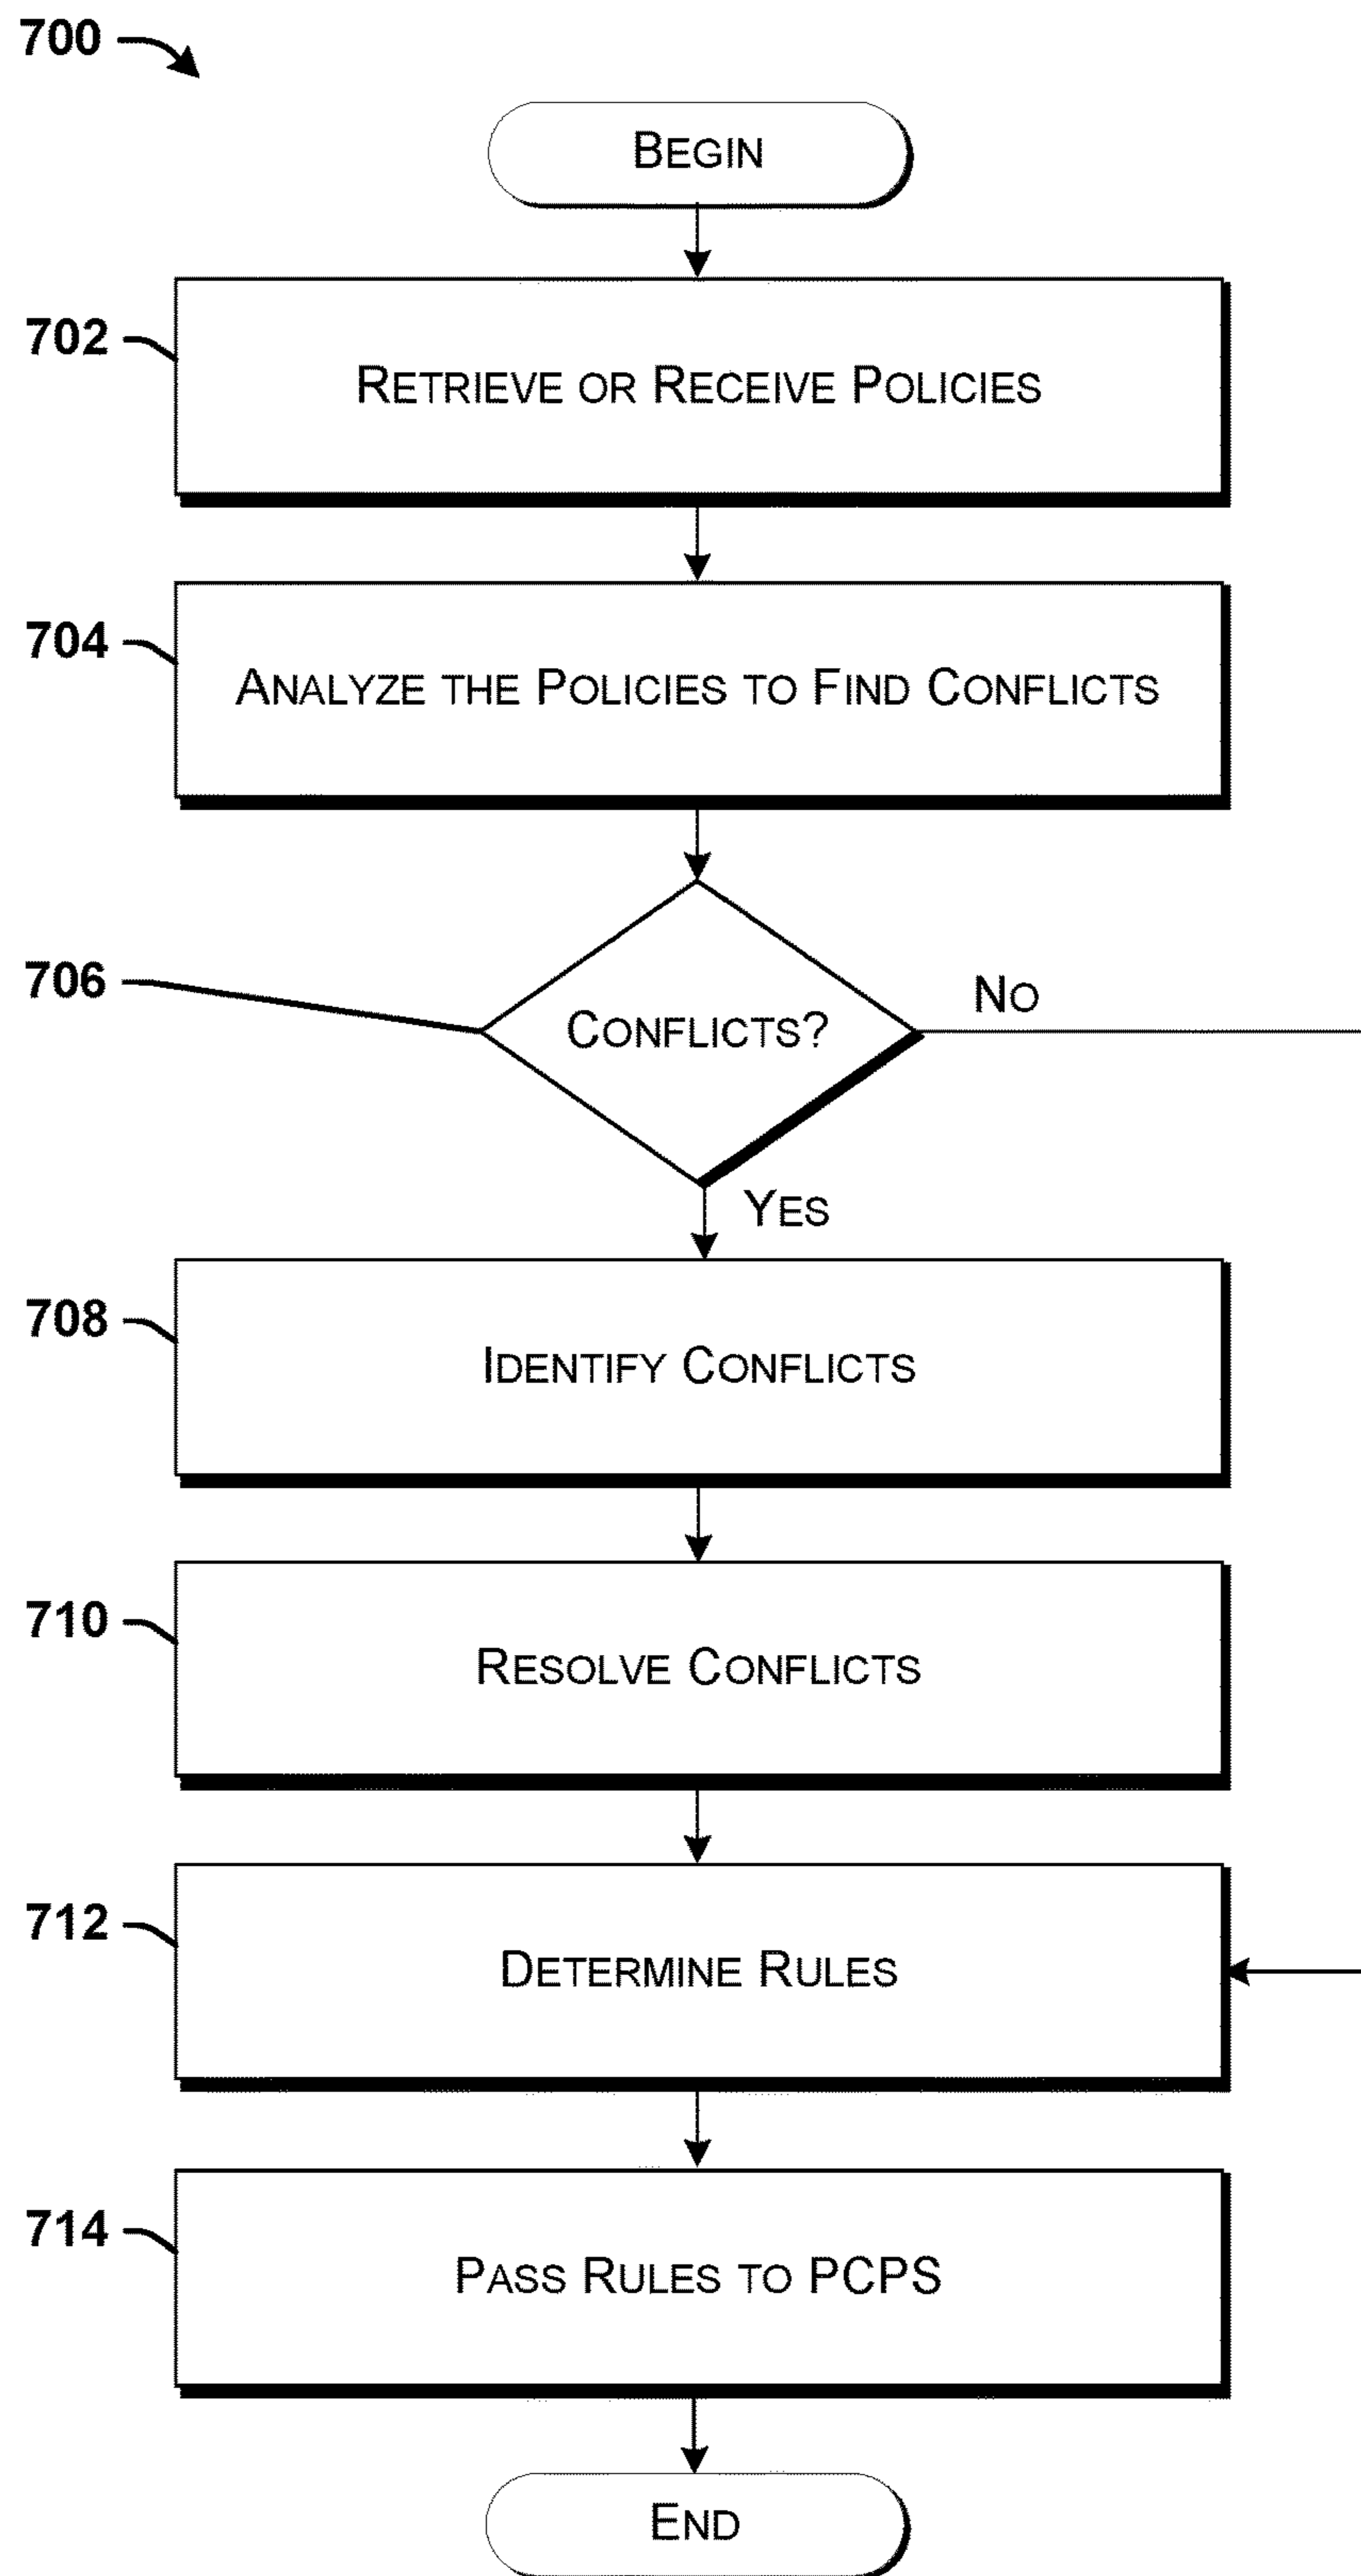 700
BEGIN
702
RETRIEVE OR RECEIVE POLICIES
704
ANALYZE THE POLICIES TO FIND CONFLICTS
706
CONFLICTS?
NO
YES
708
IDENTIFY CONFLICTS
710
RESOLVE CONFLICTS
712
DETERMINE RULES
714
PASS RULES TO PCPS
END